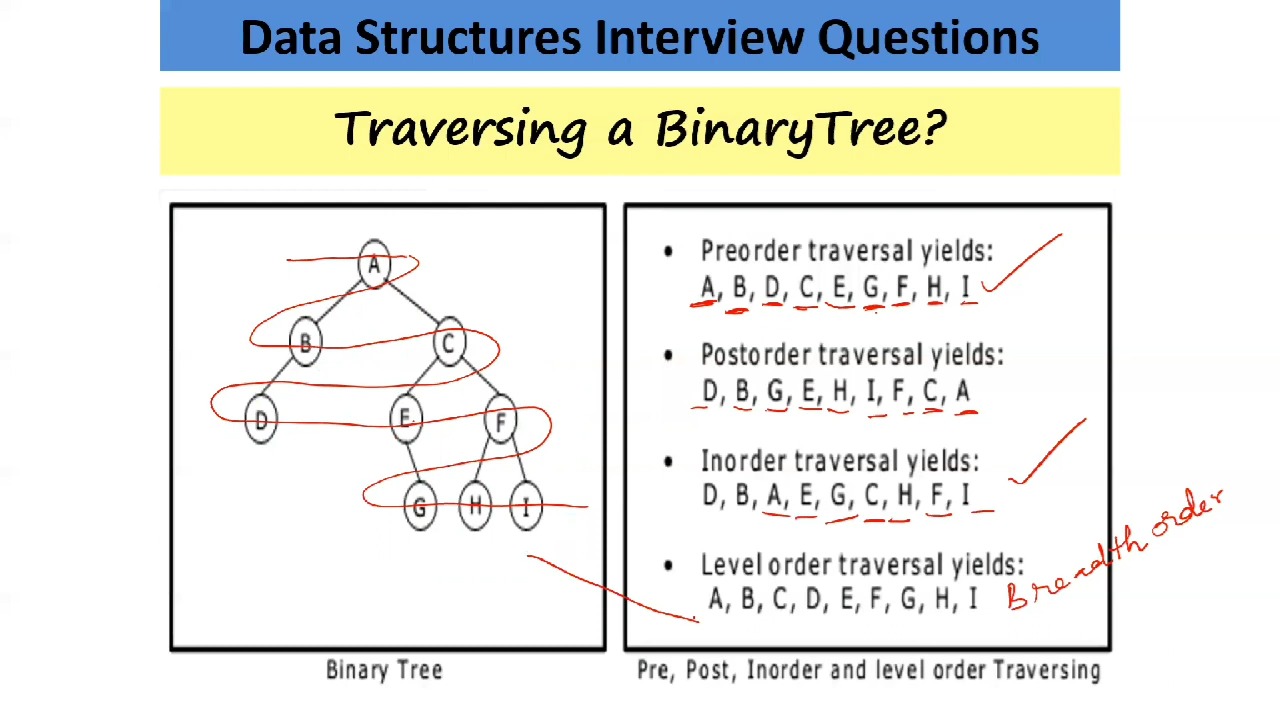 Data Structures Interview Questions
Traversing a BinaryTree?
A
B
C
D
E
F
G
H
I
Binary Tree
• Preorder traversal yields:
A, B, D, C, E, G, F, H, I
• Postorder traversal yields:
D, B, G, E, H, I, F, C, A
• Inorder traversal yields:
D, B, A, E, G, C, H, F, I
• Level order traversal yields:
A, B, C, D, E, F, G, H, I
Breadth order
Pre, Post, Inorder and level order Traversing